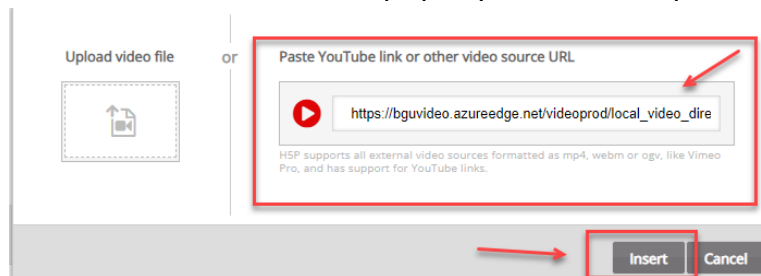 Upload video file
or
Paste YouTube link or other video source URL
https://bguvideo.azureedge.net/videoprod/local_video_dire
H5P supports all external video sources formatted as mp4, webm or ogv, like Vimeo
Pro, and has support for YouTube links.
Insert
Cancel